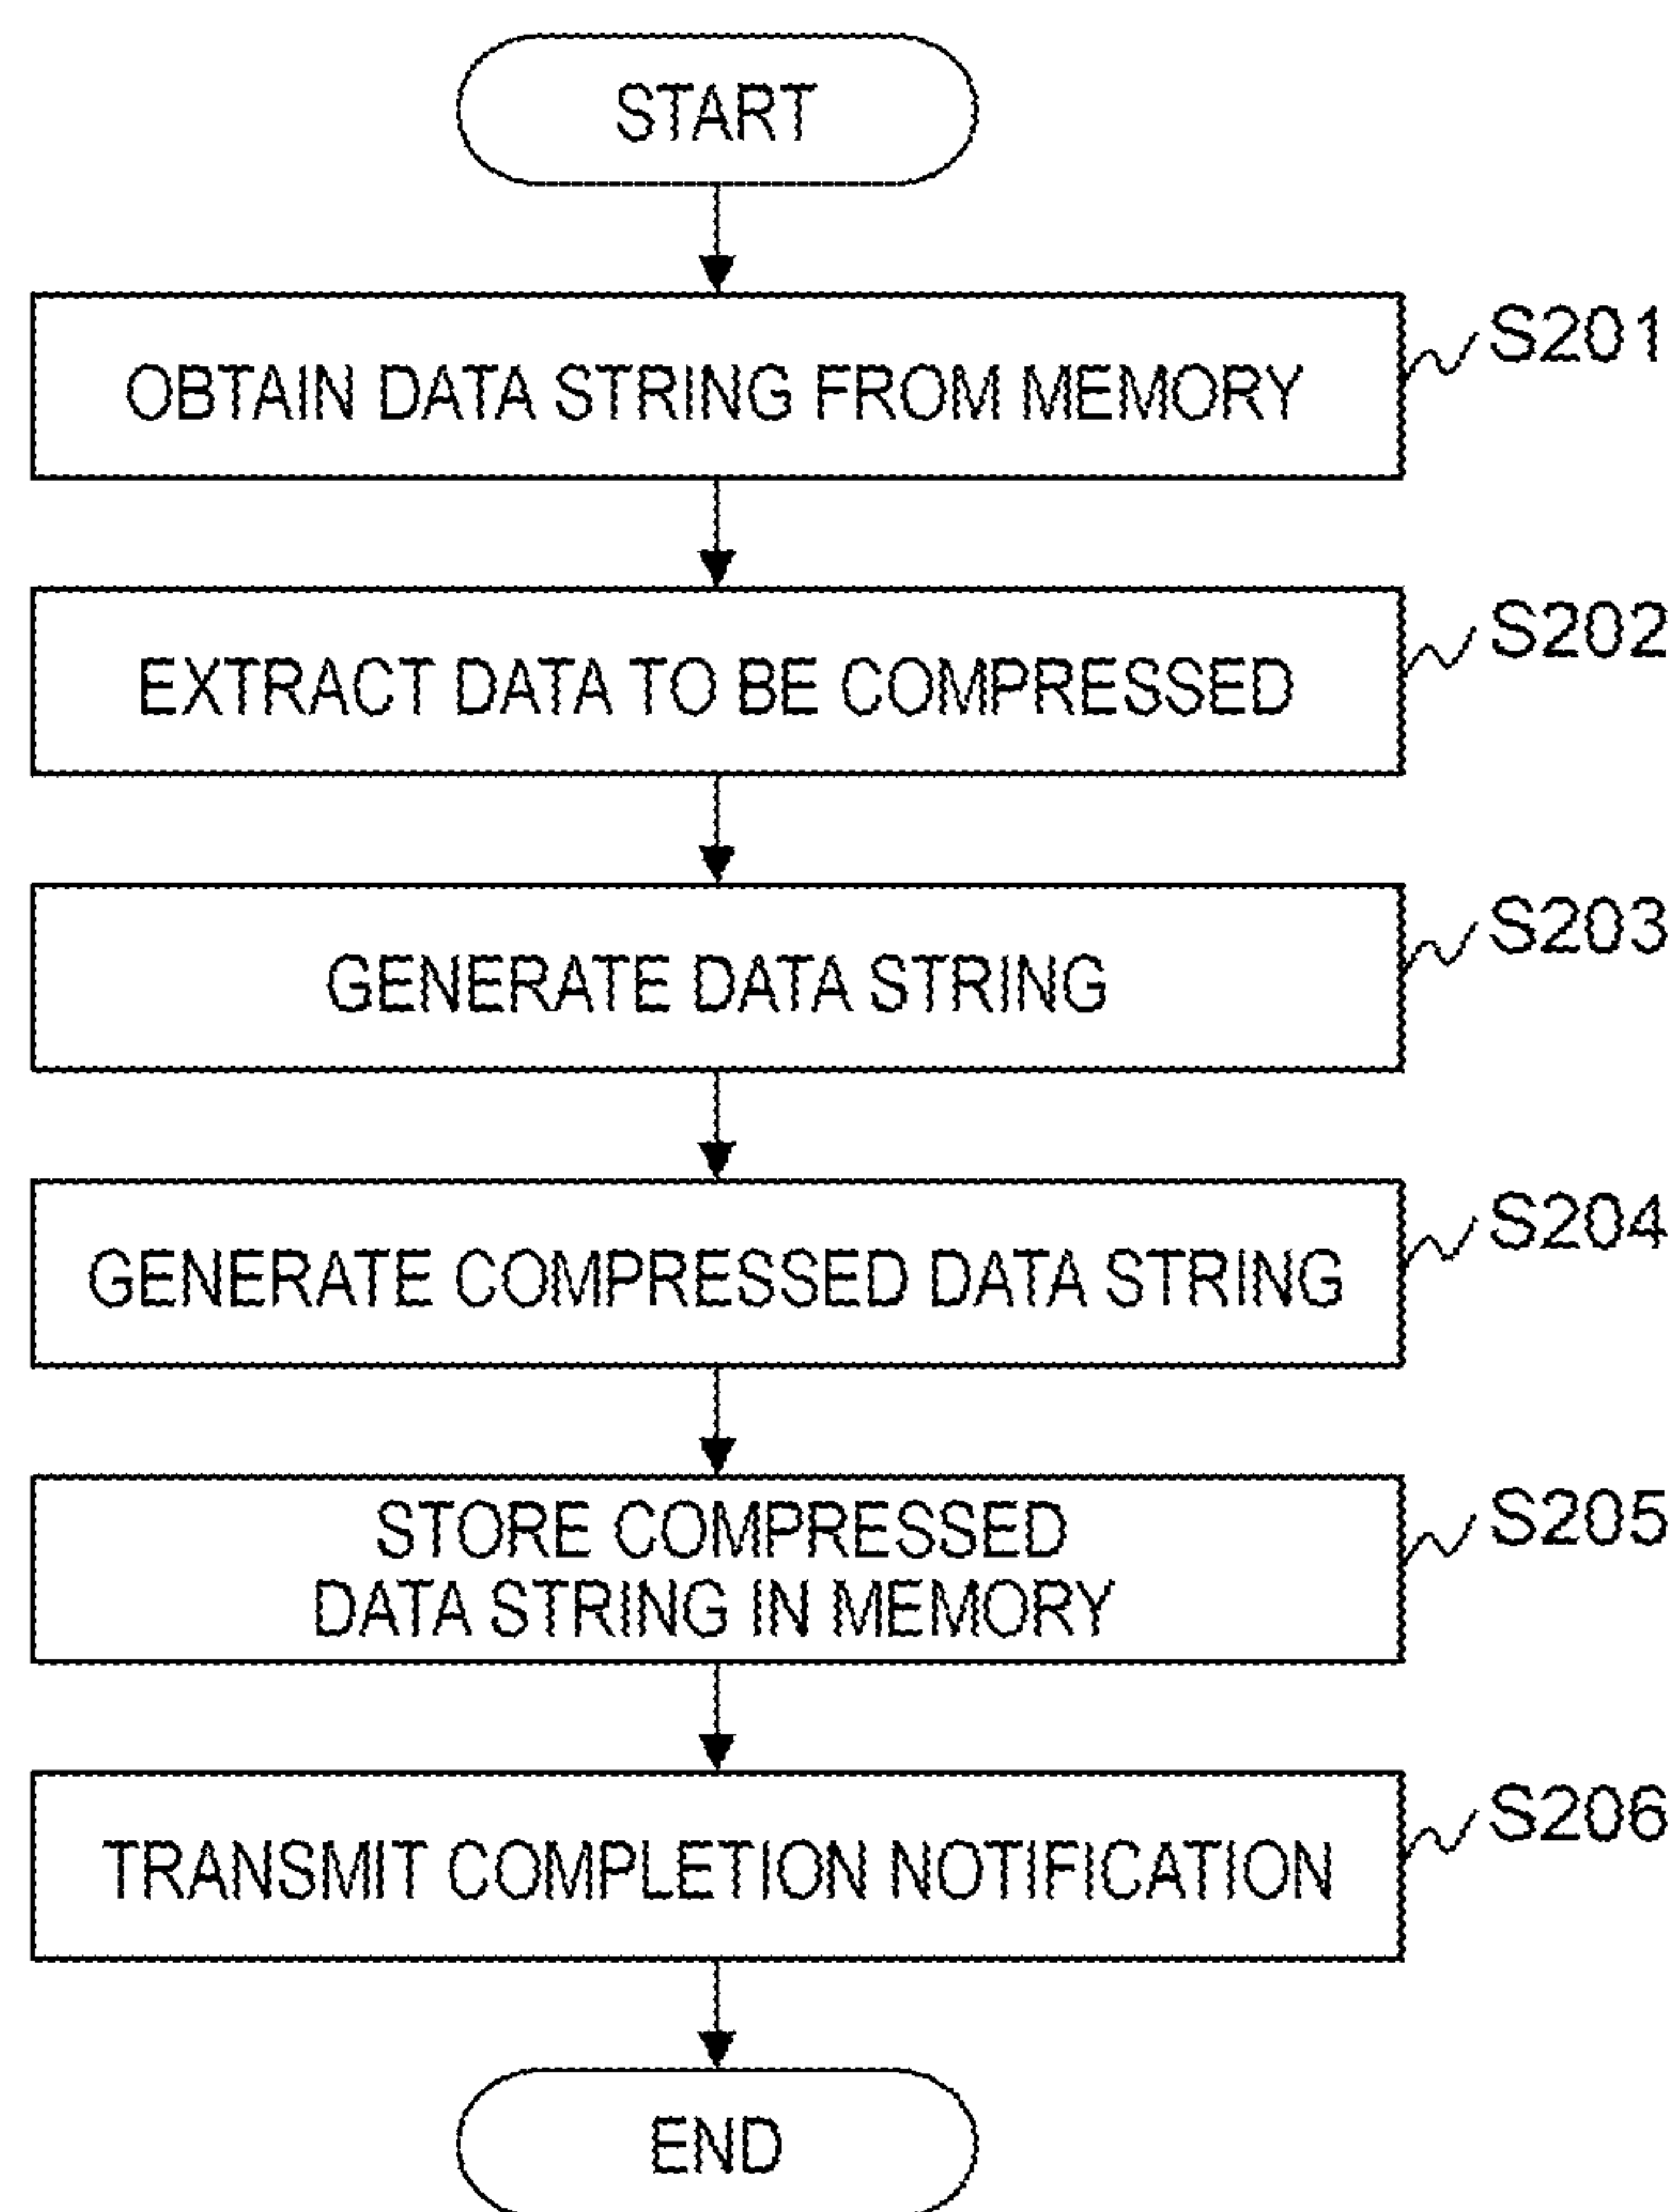 START
OBTAIN DATA STRING FROM MEMORY
S201
EXTRACT DATA TO BE COMPRESSED
S202
GENERATE DATA STRING
S203
GENERATE COMPRESSED DATA STRING
S204
STORE COMPRESSED
DATA STRING IN MEMORY
S205
TRANSMIT COMPLETION NOTIFICATION
S206
END